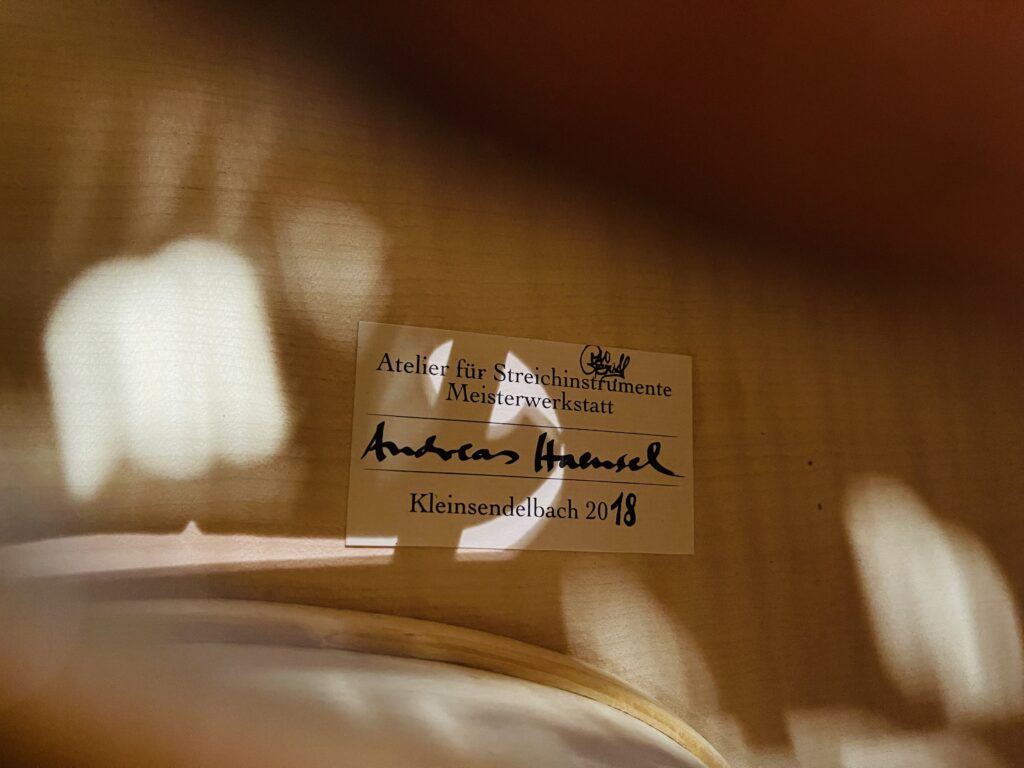 Atelier für Streichinstrumente
Meisterwerkstatt
Andreas Haensel
Kleinsendelbach 2018